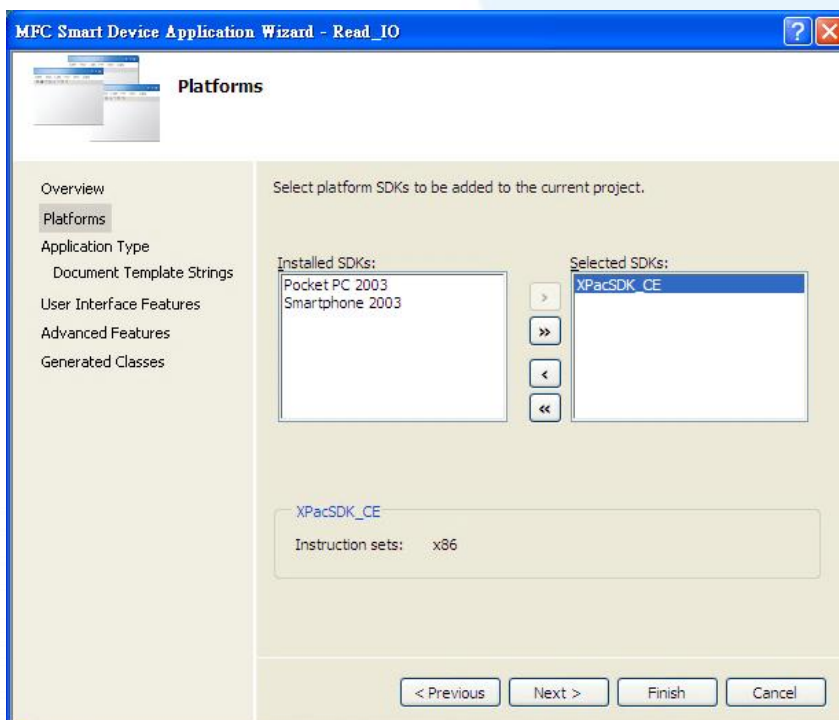 MFC Smart Device Application Wizard - Read_IO
Platforms
Overview
Platforms
Application Type
Document Template Strings
User Interface Features
Advanced Features
Generated Classes
Select platform SDKs to be added to the current project.
Installed SDKs:
Pocket PC 2003
Smartphone 2003
>
>>
<
<<
Selected SDKs:
XPacSDK_CE
XPacSDK_CE
Instruction sets: x86
< Previous
Next >
Finish
Cancel